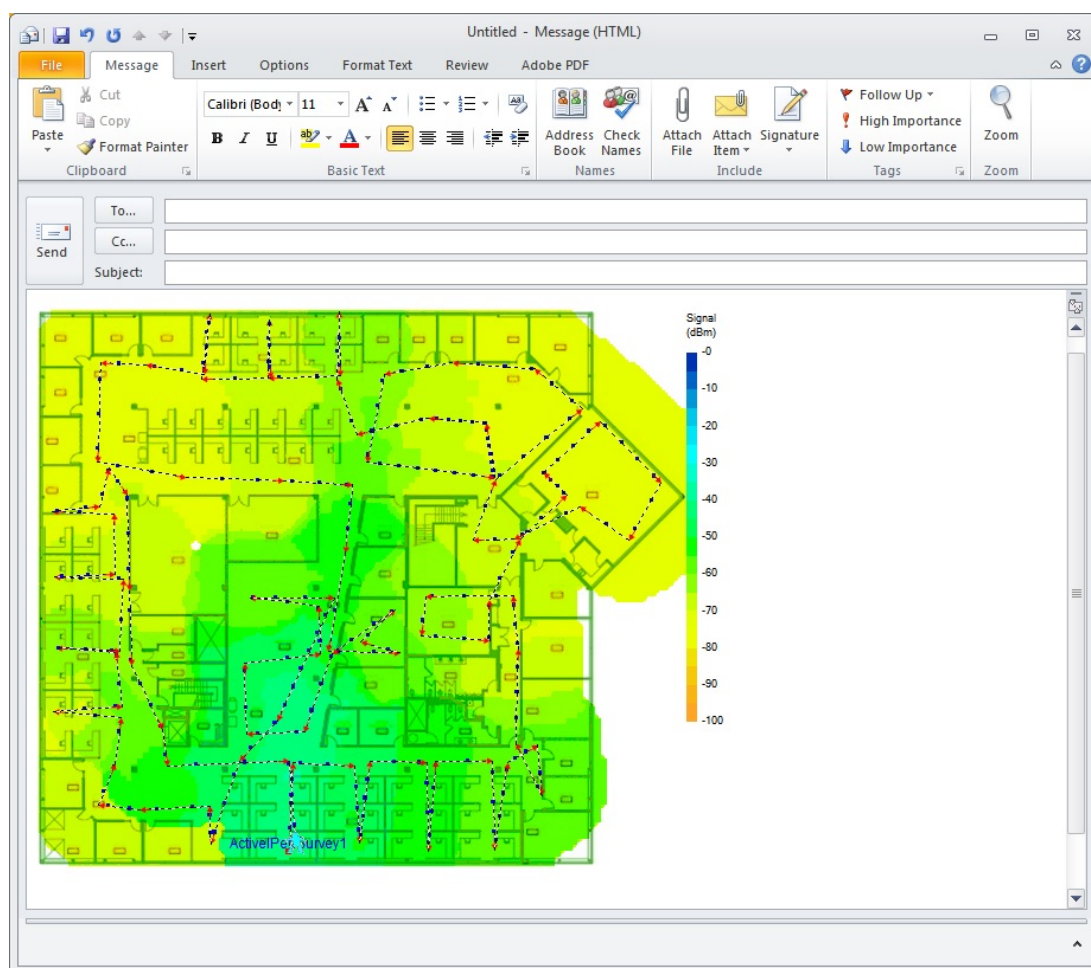 Untitled - Message (HTML)
File Message Insert Options Format Text Review Adobe PDF
Paste
Cut
Copy
Format Painter
Clipboard
Calibri (Body 11
B I U
Basic Text
Address Book
Check Names
Names
Attach File
Attach Item
Signature
Include
Follow Up
High Importance
Low Importance
Tags
Zoom
Zoom
Send
To...
Cc...
Subject:
Signal
(dBm)
-0
-10
-20
-30
-40
-50
-60
-70
-80
-90
-100